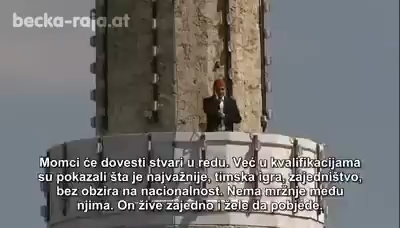 becka-raja.at
Momci će dovesti stvari u redu. Već u kvalifikacijama
su pokazali šta je najvažnije, timska igra, zajedništvo,
bez obzira na nacionalnost. Nema mržnje među
njima. On žive zajedno i žele da pobjede.